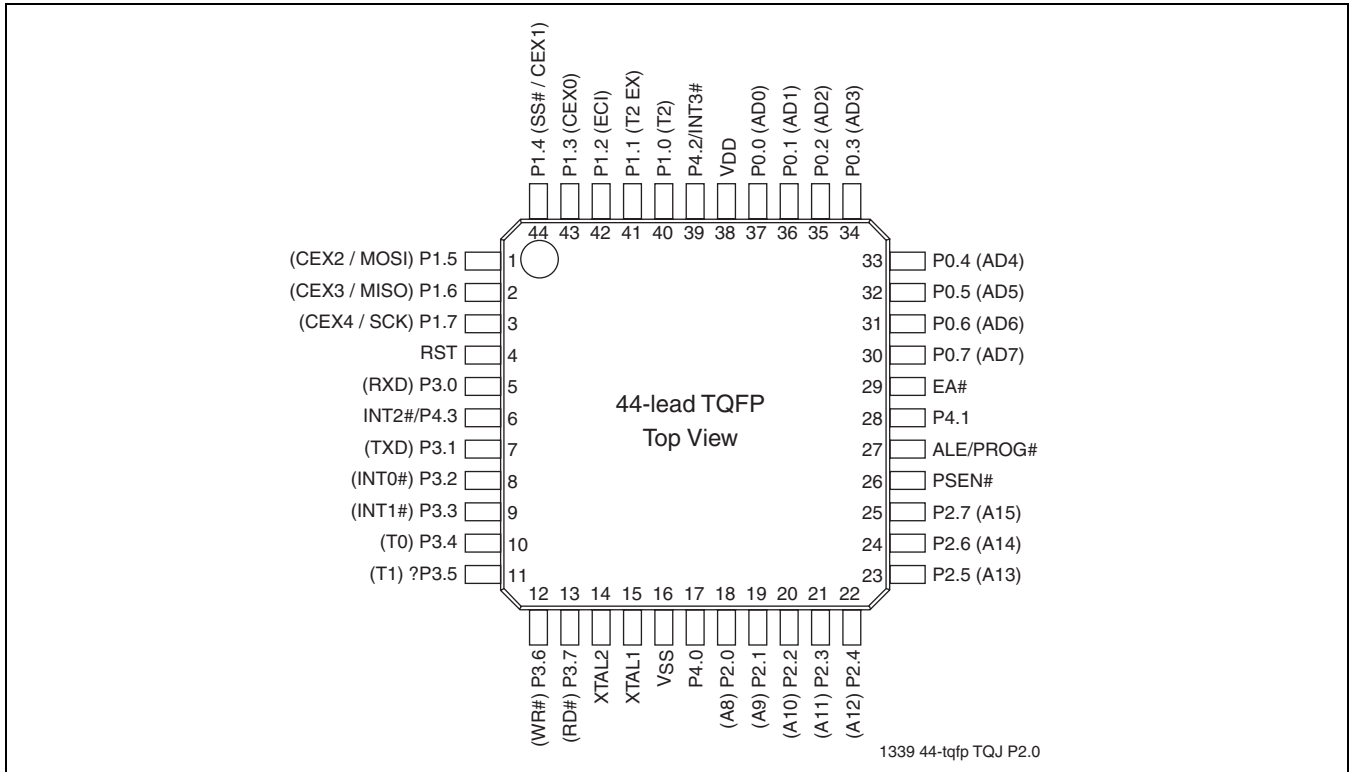 P1.4 (SS# / CEX1)
P1.3 (CEX0)
P1.2 (ECI)
P1.1 (T2 EX)
P1.0 (T2)
P4.2/INT3#
VDD
P0.0 (AD0)
P0.1 (AD1)
P0.2 (AD2)
P0.3 (AD3)
44 43 42 41 40 39 38 37 36 35 34
(CEX2 / MOSI) P1.5 1
(CEX3 / MISO) P1.6 2
(CEX4 / SCK) P1.7 3
RST 4
(RXD) P3.0 5
INT2#/P4.3 6
(TXD) P3.1 7
(INT0#) P3.2 8
(INT1#) P3.3 9
(T0) P3.4 10
(T1) ?P3.5 11
44-lead TQFP
Top View
33 P0.4 (AD4)
32 P0.5 (AD5)
31 P0.6 (AD6)
30 P0.7 (AD7)
29 EA#
28 P4.1
27 ALE/PROG#
26 PSEN#
25 P2.7 (A15)
24 P2.6 (A14)
23 P2.5 (A13)
12 13 14 15 16 17 18 19 20 21 22
(WR#) P3.6
(RD#) P3.7
XTAL2
XTAL1
VSS
P4.0
(A8) P2.0
(A9) P2.1
(A10) P2.2
(A11) P2.3
(A12) P2.4
1339 44-tqfp TQJ P2.0